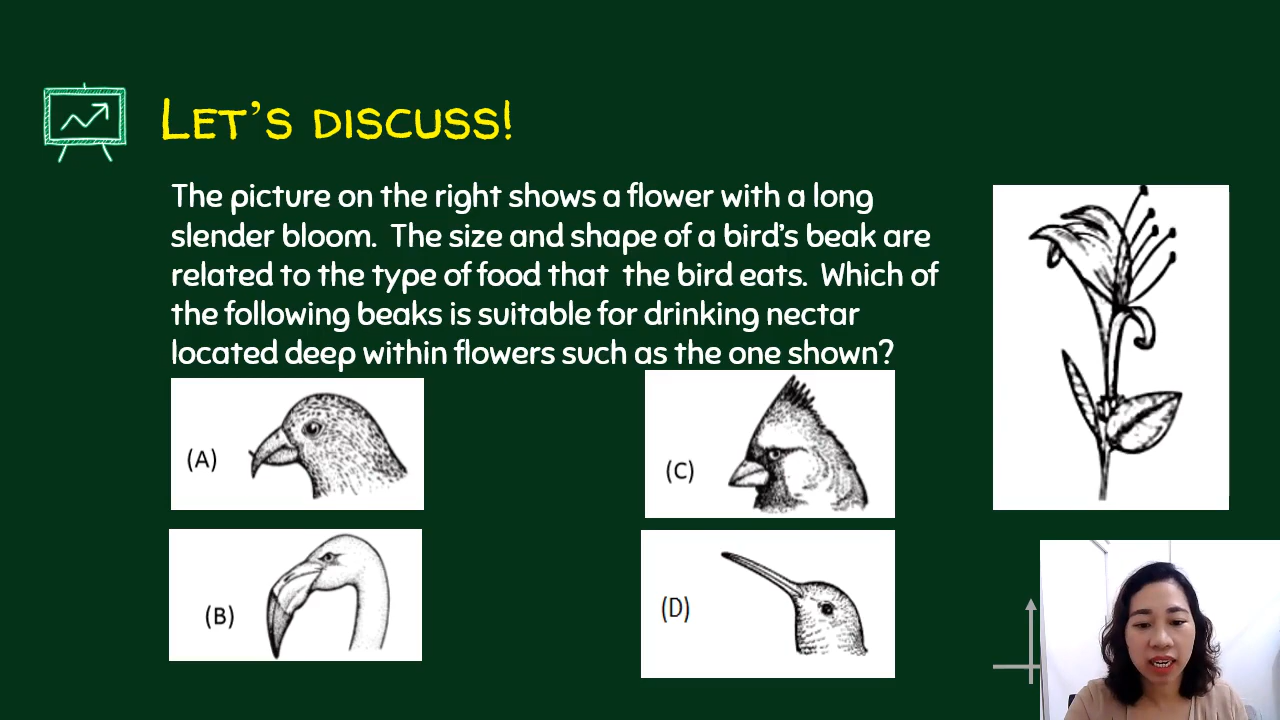 Let's discuss!
The picture on the right shows a flower with a long
slender bloom.  The size and shape of a bird's beak are
related to the type of food that  the bird eats.  Which of
the following beaks is suitable for drinking nectar
located deep within flowers such as the one shown?
(A)
(C)
(B)
(D)